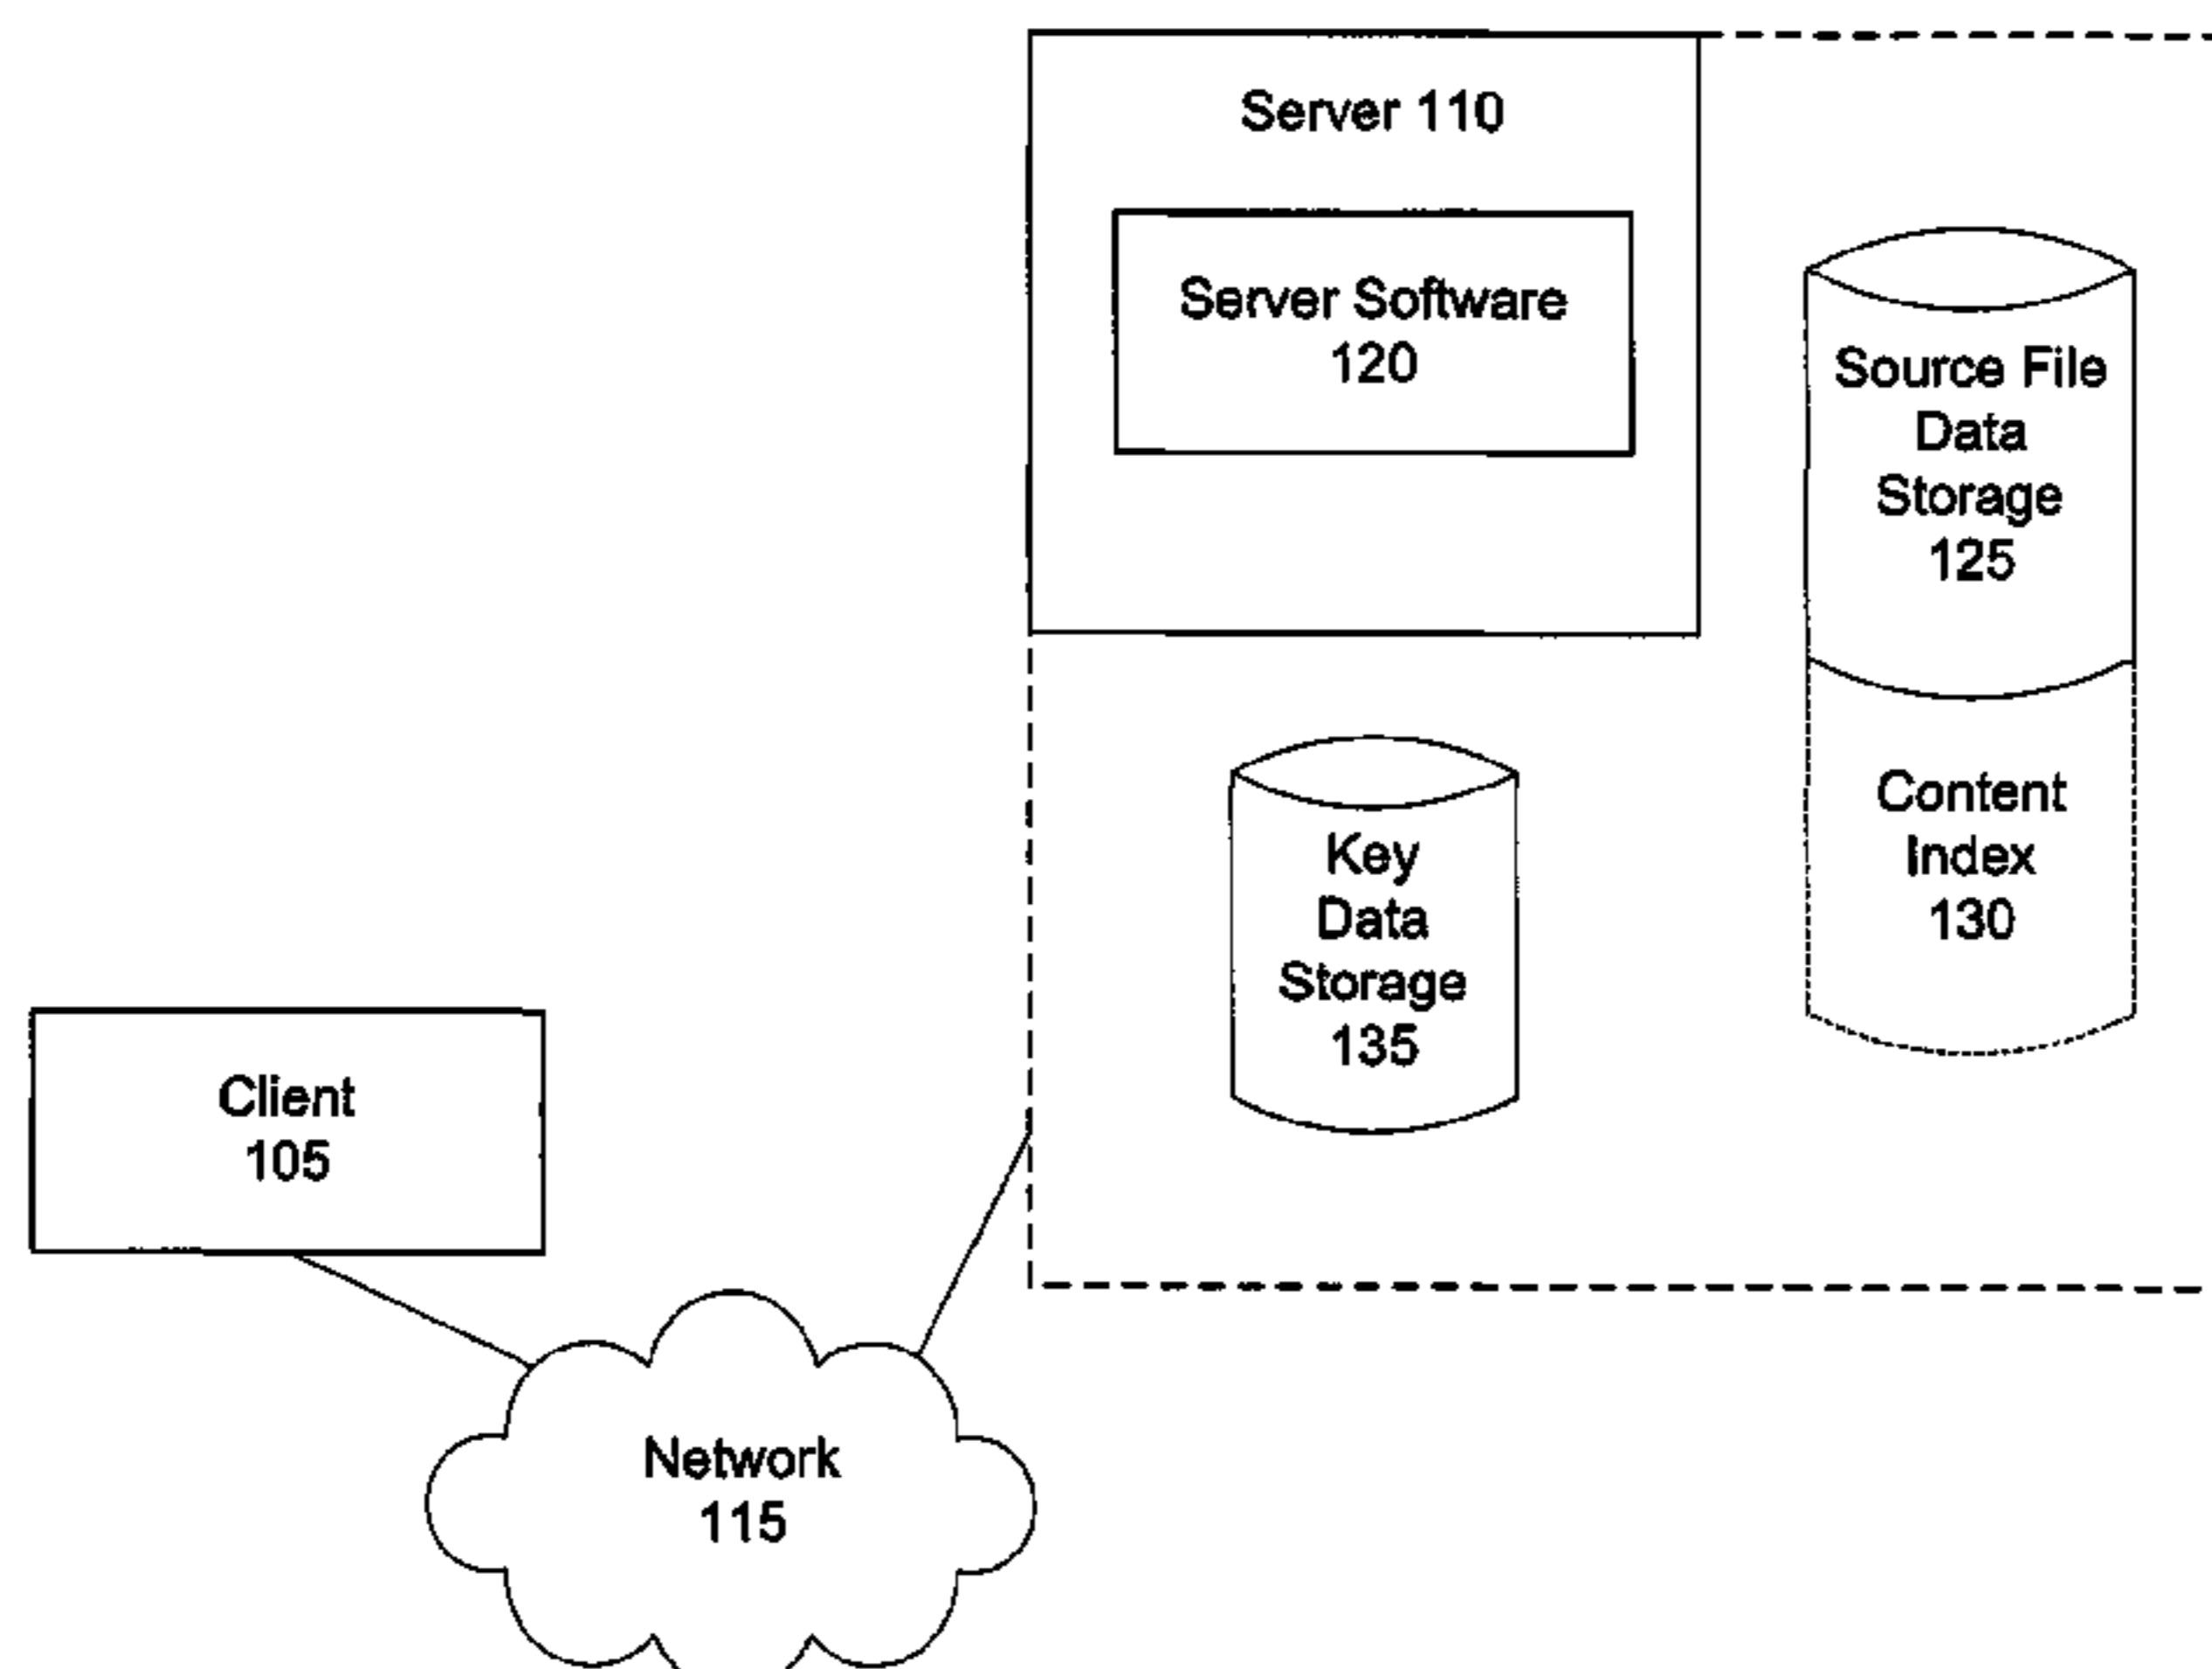 Server 110
Server Software
120
Source File
Data
Storage
125
Content
Index
130
Key
Data
Storage
135
Client
105
Network
115